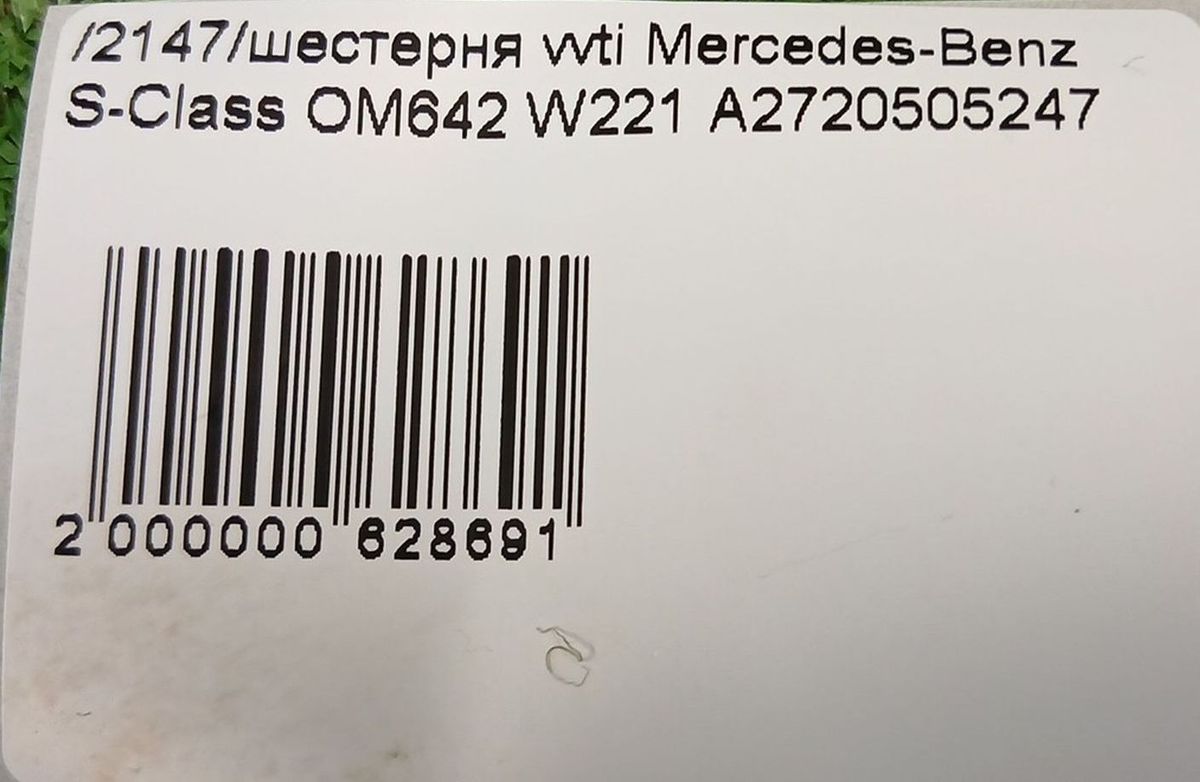 /2147/шестерня vvti Mercedes-Benz
S-Class OM642 W221 A2720505247
2 000000 628691